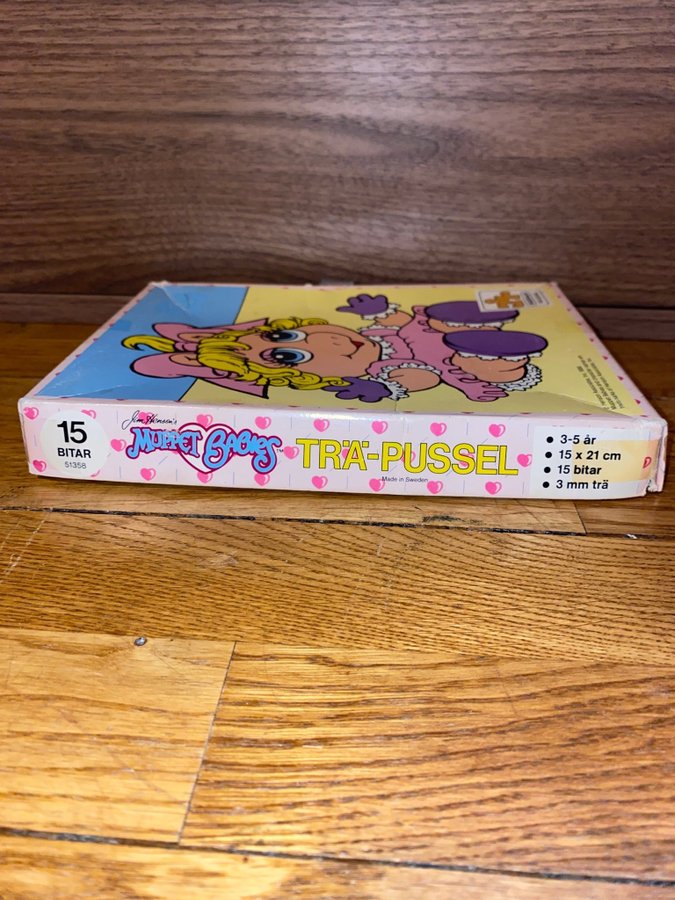 15
BITAR
51358
Jim Henson's
MUPPET BABIES™
TRÄ-PUSSEL
Made in Sweden
• 3-5 år
• 15 x 21 cm
• 15 bitar
• 3 mm trä